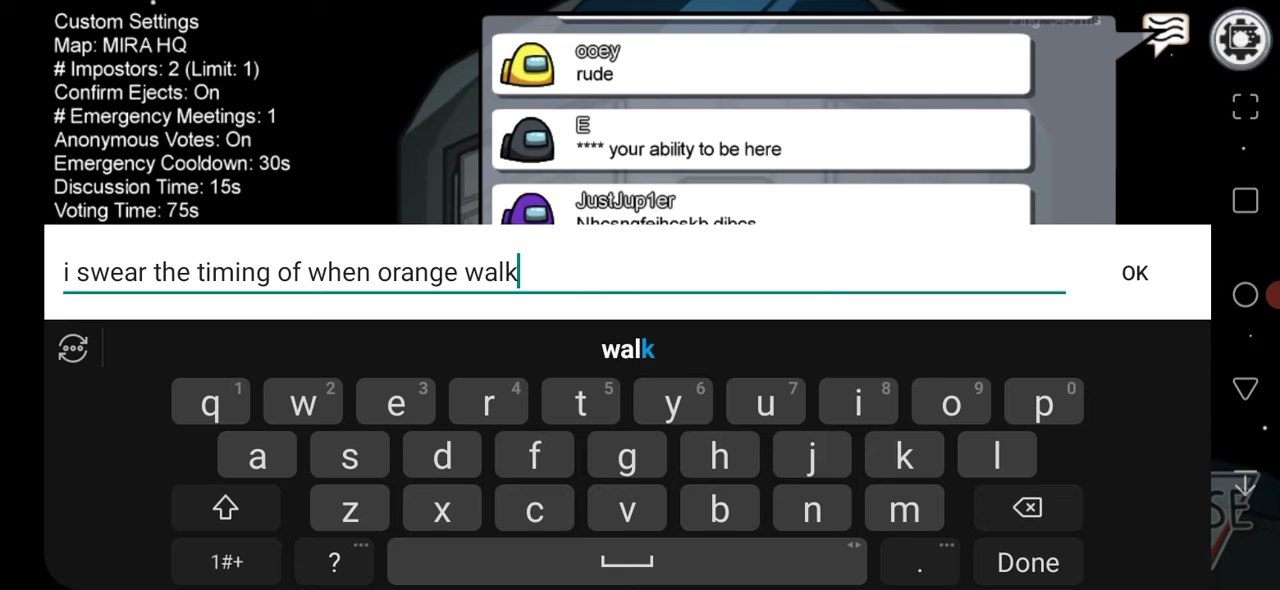 Custom Settings
Map: MIRA HQ
# Impostors: 2 (Limit: 1)
Confirm Ejects: On
# Emergency Meetings: 1
Anonymous Votes: On
Emergency Cooldown: 30s
Discussion Time: 15s
Voting Time: 75s
ooey
rude
E
**** your ability to be here
JustJup1er
i swear the timing of when orange walk
OK
walk
q 1 w 2 e 3 r 4 t 5 y 6 u 7 i 8 o 9 p 0
a s d f g h j k l
z x c v b n m
1#+ ? . Done